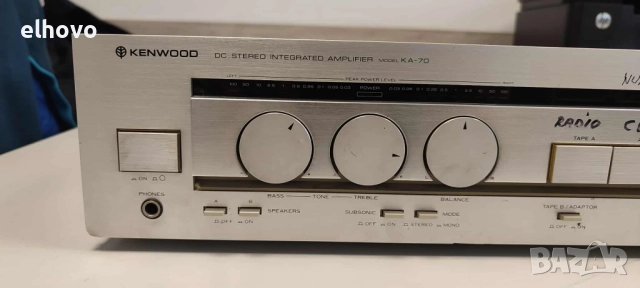 elhovo
KENWOOD DC STEREO INTEGRATED AMPLIFIER MODEL KA-70
PEAK POWER LEVEL
POWER
RADIO
TAPE A
ON
PHONES
BASS TONE TREBLE
BALANCE
A B SPEAKERS
OFF ON
SUBSONIC
OFF ON
MODE
STEREO MONO
TAPE B/ADAPTOR
OFF ON
BAZAR